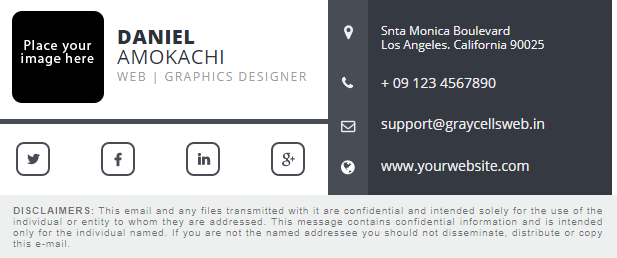 Place your
image here
DANIEL
AMOKACHI
WEB | GRAPHICS DESIGNER
Snta Monica Boulevard
Los Angeles. California 90025
+ 09 123 4567890
support@graycellsweb.in
www.yourwebsite.com
f
in
g+
DISCLAIMERS: This email and any files transmitted with it are confidential and intended solely for the use of the
individual or entity to whom they are addressed. This message contains confidential information and is intended
only for the individual named. If you are not the named addressee you should not disseminate, distribute or copy
this e-mail.